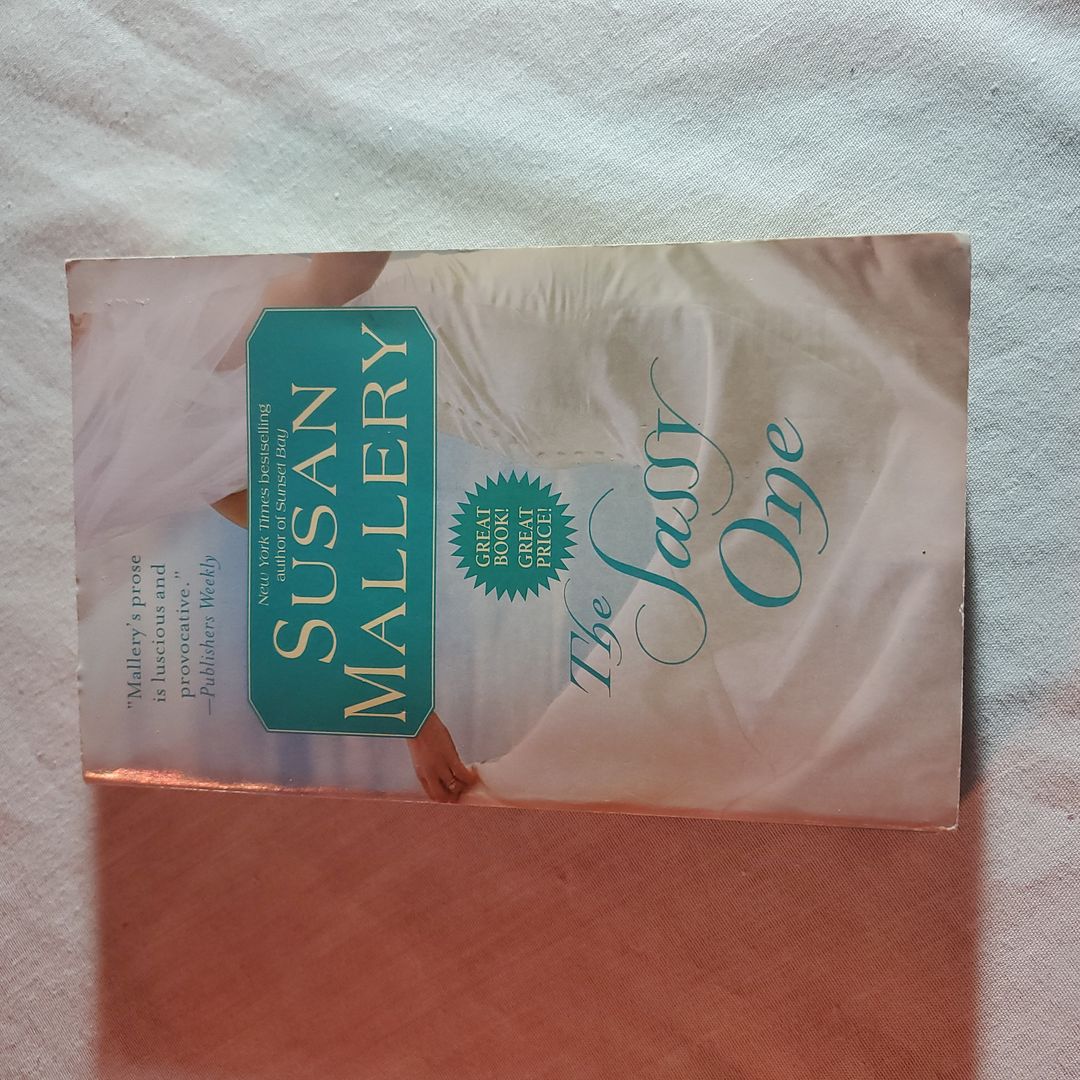 "Mallery's prose
is luscious and
provocative."
—Publishers Weekly
New York Times bestselling
author of Sunset Bay
SUSAN
MALLERY
GREAT
BOOK!
GREAT
PRICE!
The
Sassy
One